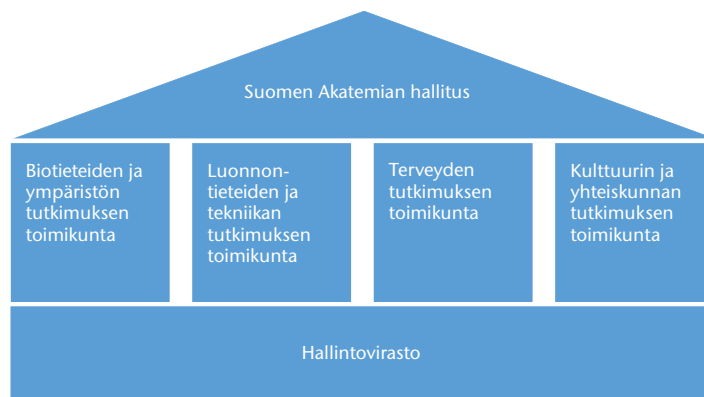 Suomen Akatemian hallitus
Biotieteiden ja
ympäristön
tutkimuksen
toimikunta
Luonnon-
tieteiden ja
tekniikan
tutkimuksen
toimikunta
Terveyden
tutkimuksen
toimikunta
Kulttuurin ja
yhteiskunnan
tutkimuksen
toimikunta
Hallintovirasto